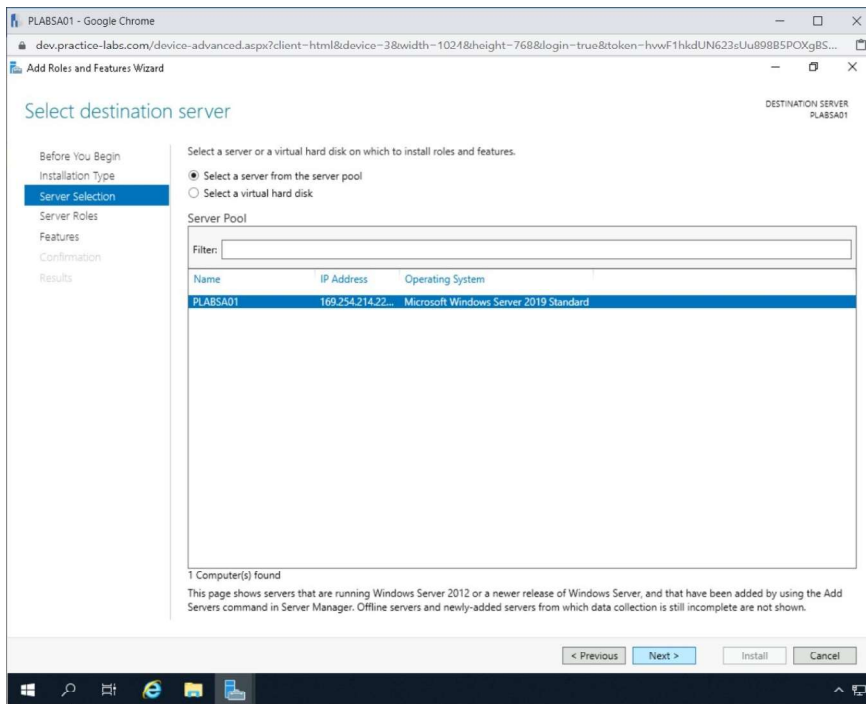 PLABSA01 - Google Chrome
dev.practice-labs.com/device-advanced.aspx?client=html&device=3&width=1024&height=768&login=true&token=hvwF1hkdUN623sUu898B5POXgBS...
Add Roles and Features Wizard
Select destination server
DESTINATION SERVER
PLABSA01
Before You Begin
Installation Type
Server Selection
Server Roles
Features
Confirmation
Results
Select a server or a virtual hard disk on which to install roles and features.
Select a server from the server pool
Select a virtual hard disk
Server Pool
Filter:
Name IP Address Operating System
PLABSA01 169.254.214.22... Microsoft Windows Server 2019 Standard
1 Computer(s) found
This page shows servers that are running Windows Server 2012 or a newer release of Windows Server, and that have been added by using the Add
Servers command in Server Manager. Offline servers and newly-added servers from which data collection is still incomplete are not shown.
< Previous Next > Install Cancel